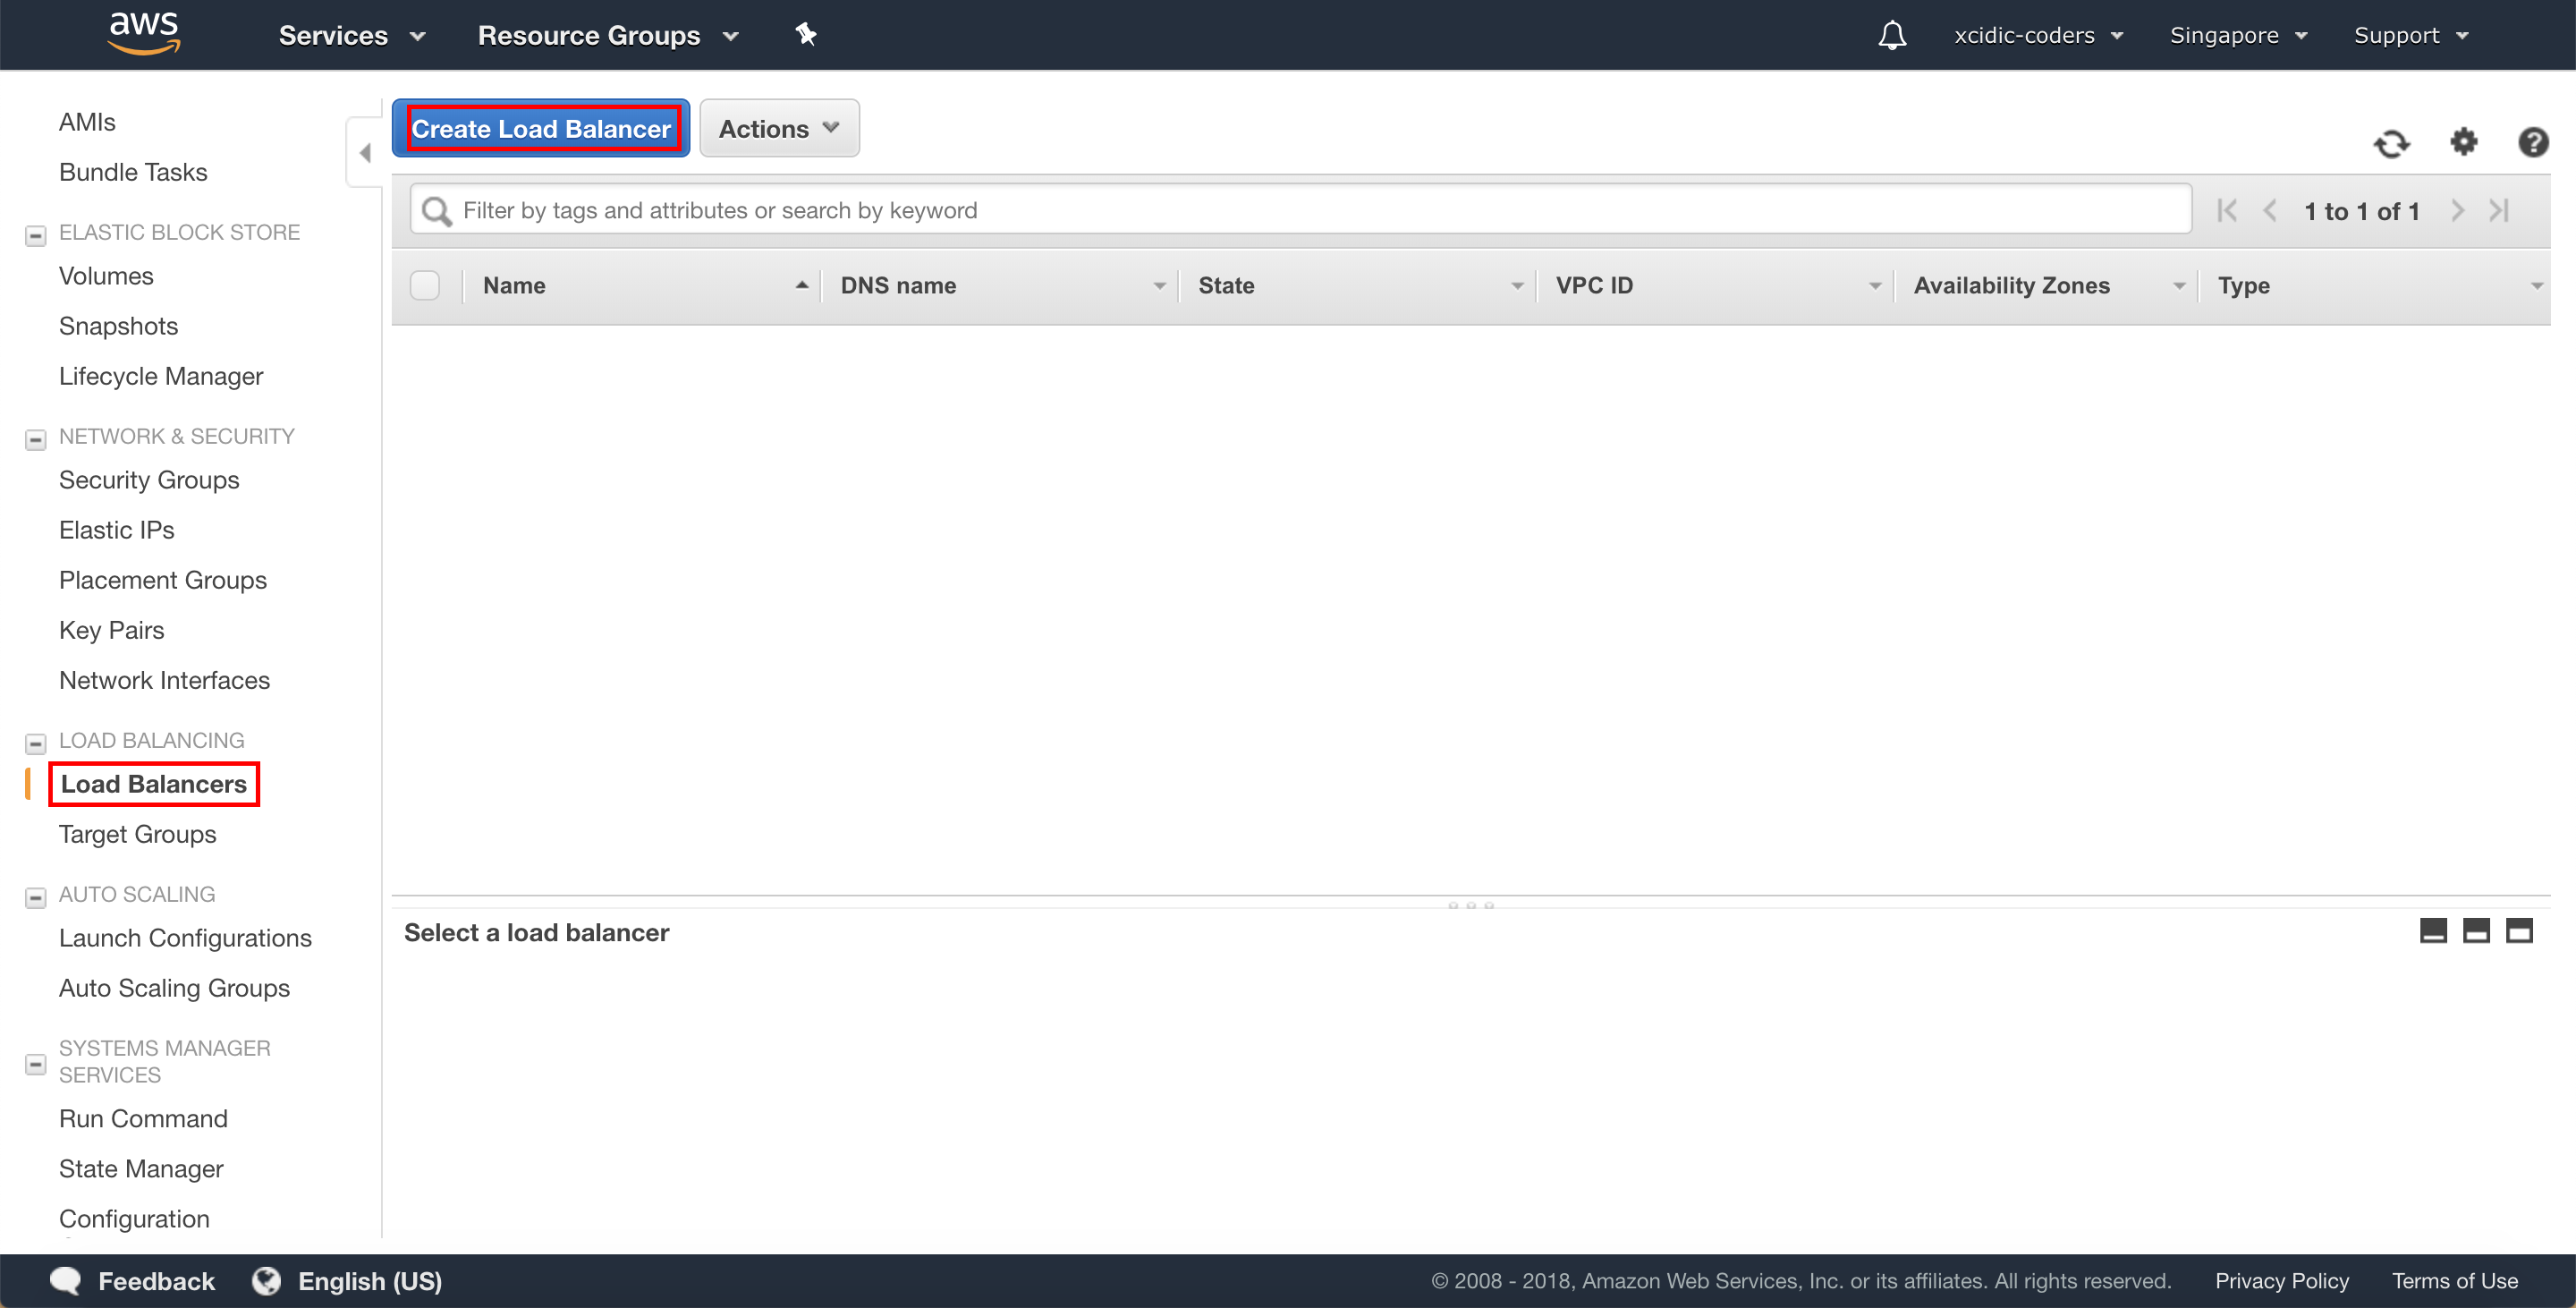 aws Services Resource Groups xcidic-coders Singapore Support
AMIs
Bundle Tasks
ELASTIC BLOCK STORE
Volumes
Snapshots
Lifecycle Manager
NETWORK & SECURITY
Security Groups
Elastic IPs
Placement Groups
Key Pairs
Network Interfaces
LOAD BALANCING
Load Balancers
Target Groups
AUTO SCALING
Launch Configurations
Auto Scaling Groups
SYSTEMS MANAGER
SERVICES
Run Command
State Manager
Configuration
Create Load Balancer Actions
Filter by tags and attributes or search by keyword 1 to 1 of 1
Name DNS name State VPC ID Availability Zones Type
Select a load balancer
Feedback English (US) © 2008 - 2018, Amazon Web Services, Inc. or its affiliates. All rights reserved. Privacy Policy Terms of Use